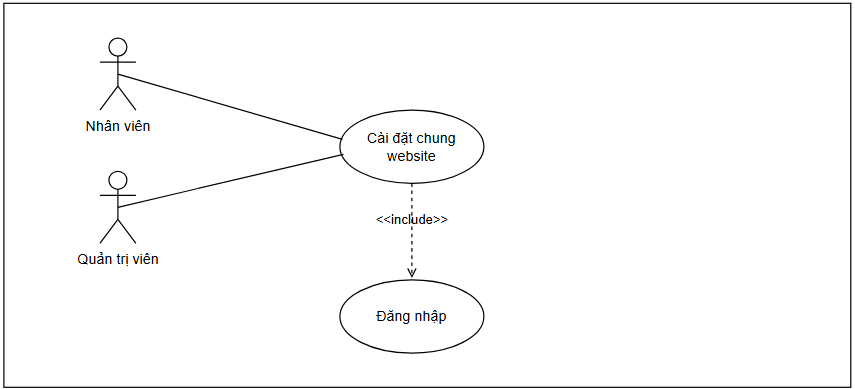 Nhân viên
Cài đặt chung
website
<<include>>
Quản trị viên
Đăng nhập